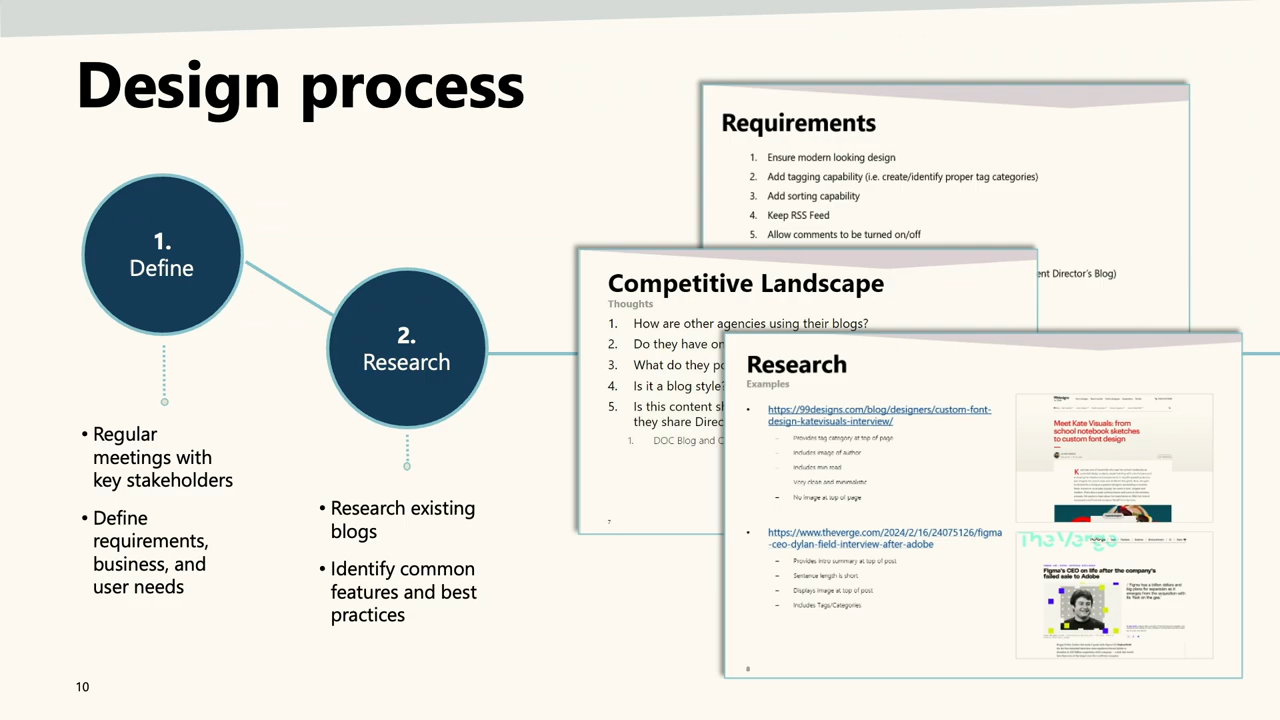 Design process
1.
Define
• Regular
meetings with
key stakeholders
• Define
requirements,
business, and
user needs
2.
Research
• Research existing
blogs
• Identify common
features and best
practices
Requirements
1. Ensure modern looking design
2. Add tagging capability (i.e. create/identify proper tag categories)
3. Add sorting capability
4. Keep RSS Feed
5. Allow comments to be turned on/off
ent Director's Blog)
Competitive Landscape
Thoughts
1. How are other agencies using their blogs?
2. Do they have on
3. What do they po
4. Is it a blog style?
5. Is this content sh
they share Direc
1. DOC Blog and C
7
Research
Examples
• https://99designs.com/blog/designers/custom-font-
design-katevisuals-interview/
– Provides tag category at top of page
– Includes image of author
– Includes min read
– Very clean and minimalistic
– No image at top of page
• https://www.theverge.com/2024/2/16/24075126/figma
-ceo-dylan-field-interview-after-adobe
– Provides intro summary at top of post
– Sentence length is short
– Displays image at top of post
– Includes Tags/Categories
Meet Kate Visuals: from
school notebook sketches
to custom font design
The Verge
Figma's CEO on life after the company's
failed sale to Adobe
8
10